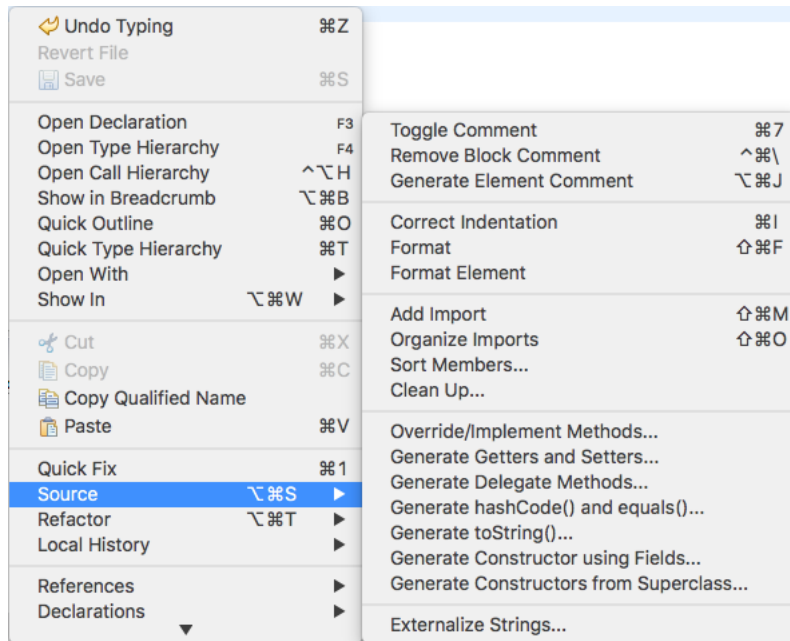 Undo Typing ⌘Z
Revert File
Save ⌘S
Open Declaration F3
Open Type Hierarchy F4
Open Call Hierarchy ^⌥H
Show in Breadcrumb ⌥⌘B
Quick Outline ⌘O
Quick Type Hierarchy ⌘T
Open With ▶
Show In ⌥⌘W ▶
Cut ⌘X
Copy ⌘C
Copy Qualified Name
Paste ⌘V
Quick Fix ⌘1
Source ⌥⌘S ▶
Refactor ⌥⌘T ▶
Local History ▶
References ▶
Declarations ▶
Toggle Comment ⌘7
Remove Block Comment ^⌘\
Generate Element Comment ⌥⌘J
Correct Indentation ⌘I
Format ⇧⌘F
Format Element
Add Import ⇧⌘M
Organize Imports ⇧⌘O
Sort Members...
Clean Up...
Override/Implement Methods...
Generate Getters and Setters...
Generate Delegate Methods...
Generate hashCode() and equals()...
Generate toString()...
Generate Constructor using Fields...
Generate Constructors from Superclass...
Externalize Strings...